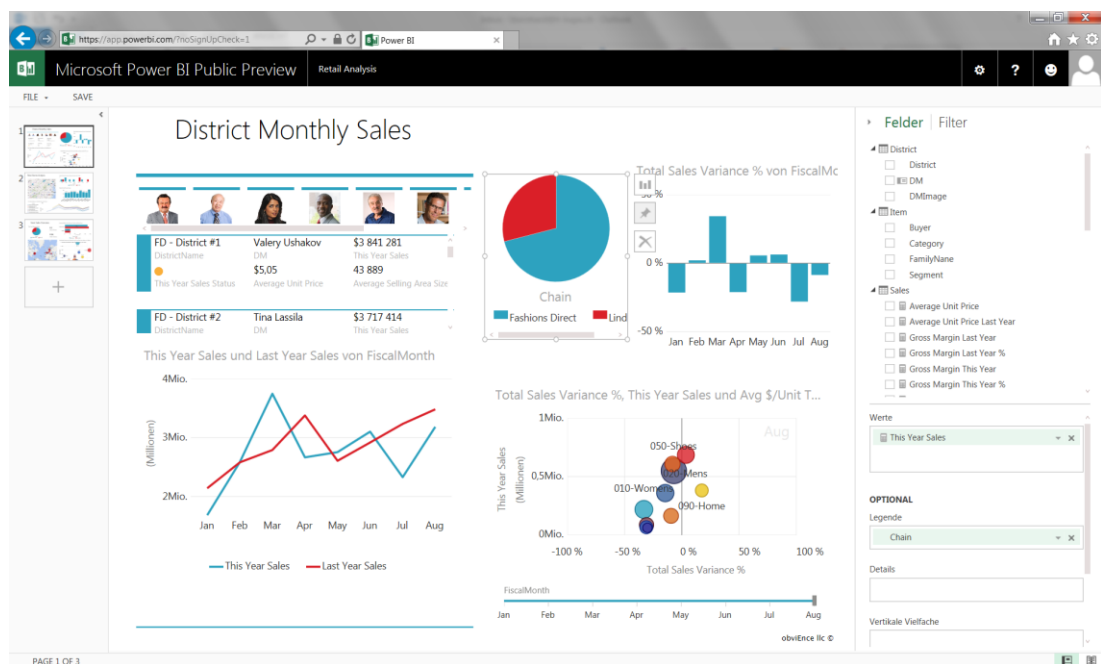 https://app.powerbi.com/?noSignUpCheck=1
Power BI
Microsoft Power BI Public Preview
Retail Analysis
?
FILE
SAVE
1
2
3
District Monthly Sales
FD - District #1 Valery Ushakov $3 841 281
DistrictName DM This Year Sales
$5,05 43 889
This Year Sales Status Average Unit Price Average Selling Area Size
FD - District #2 Tina Lassila $3 717 414
DistrictName DM This Year Sales
Chain
Fashions Direct Lind
Total Sales Variance % von FiscalMc
50 %
0 %
-50 %
Jan Feb Mar Apr May Jun Jul Aug
This Year Sales und Last Year Sales von FiscalMonth
4Mio.
3Mio.
2Mio.
(Millionen)
Jan Feb Mar Apr May Jun Jul Aug
This Year Sales Last Year Sales
Total Sales Variance %, This Year Sales und Avg $/Unit T...
1Mio.
0,5Mio.
0Mio.
This Year Sales
(Millionen)
Aug
050-Shoes
020-Mens
010-Womens
090-Home
-100 % -50 % 0 % 50 % 100 %
Total Sales Variance %
FiscalMonth
Jan Feb Mar Apr May Jun Jul Aug
obviEnce llc ©
Felder Filter
District
District
DM
DMImage
Item
Buyer
Category
FamilyNane
Segment
Sales
Average Unit Price
Average Unit Price Last Year
Gross Margin Last Year
Gross Margin Last Year %
Gross Margin This Year
Gross Margin This Year %
Werte
This Year Sales
OPTIONAL
Legende
Chain
Details
Vertikale Vielfache
PAGE 1 OF 3